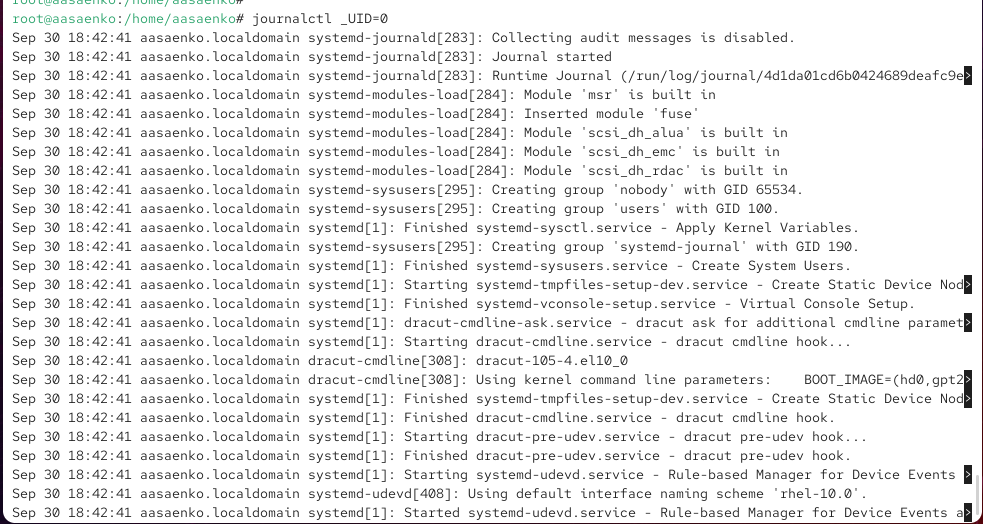 root@aasaenko:/home/aasaenko#
root@aasaenko:/home/aasaenko# journalctl _UID=0
Sep 30 18:42:41 aasaenko.localdomain systemd-journald[283]: Collecting audit messages is disabled.
Sep 30 18:42:41 aasaenko.localdomain systemd-journald[283]: Journal started
Sep 30 18:42:41 aasaenko.localdomain systemd-journald[283]: Runtime Journal (/run/log/journal/4d1da01cd6b0424689deafc9e>
Sep 30 18:42:41 aasaenko.localdomain systemd-modules-load[284]: Module 'msr' is built in
Sep 30 18:42:41 aasaenko.localdomain systemd-modules-load[284]: Inserted module 'fuse'
Sep 30 18:42:41 aasaenko.localdomain systemd-modules-load[284]: Module 'scsi_dh_alua' is built in
Sep 30 18:42:41 aasaenko.localdomain systemd-modules-load[284]: Module 'scsi_dh_emc' is built in
Sep 30 18:42:41 aasaenko.localdomain systemd-modules-load[284]: Module 'scsi_dh_rdac' is built in
Sep 30 18:42:41 aasaenko.localdomain systemd-sysusers[295]: Creating group 'nobody' with GID 65534.
Sep 30 18:42:41 aasaenko.localdomain systemd-sysusers[295]: Creating group 'users' with GID 100.
Sep 30 18:42:41 aasaenko.localdomain systemd[1]: Finished systemd-sysctl.service - Apply Kernel Variables.
Sep 30 18:42:41 aasaenko.localdomain systemd-sysusers[295]: Creating group 'systemd-journal' with GID 190.
Sep 30 18:42:41 aasaenko.localdomain systemd[1]: Finished systemd-sysusers.service - Create System Users.
Sep 30 18:42:41 aasaenko.localdomain systemd[1]: Starting systemd-tmpfiles-setup-dev.service - Create Static Device Nod>
Sep 30 18:42:41 aasaenko.localdomain systemd[1]: Finished systemd-vconsole-setup.service - Virtual Console Setup.
Sep 30 18:42:41 aasaenko.localdomain systemd[1]: dracut-cmdline-ask.service - dracut ask for additional cmdline paramet>
Sep 30 18:42:41 aasaenko.localdomain systemd[1]: Starting dracut-cmdline.service - dracut cmdline hook...
Sep 30 18:42:41 aasaenko.localdomain dracut-cmdline[308]: dracut-105-4.el10_0
Sep 30 18:42:41 aasaenko.localdomain dracut-cmdline[308]: Using kernel command line parameters:    BOOT_IMAGE=(hd0,gpt2>
Sep 30 18:42:41 aasaenko.localdomain systemd[1]: Finished systemd-tmpfiles-setup-dev.service - Create Static Device Nod>
Sep 30 18:42:41 aasaenko.localdomain systemd[1]: Finished dracut-cmdline.service - dracut cmdline hook.
Sep 30 18:42:41 aasaenko.localdomain systemd[1]: Starting dracut-pre-udev.service - dracut pre-udev hook...
Sep 30 18:42:41 aasaenko.localdomain systemd[1]: Finished dracut-pre-udev.service - dracut pre-udev hook.
Sep 30 18:42:41 aasaenko.localdomain systemd[1]: Starting systemd-udevd.service - Rule-based Manager for Device Events >
Sep 30 18:42:41 aasaenko.localdomain systemd-udevd[408]: Using default interface naming scheme 'rhel-10.0'.
Sep 30 18:42:41 aasaenko.localdomain systemd[1]: Started systemd-udevd.service - Rule-based Manager for Device Events a>